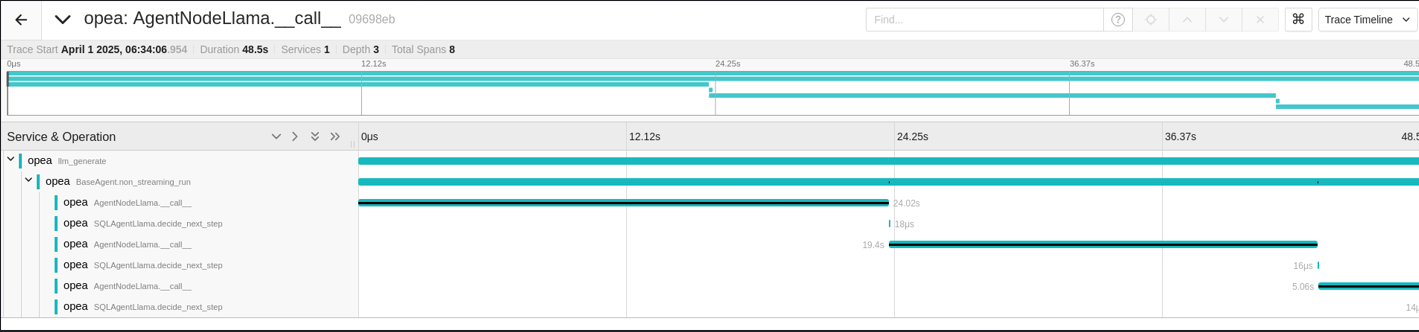 opea: AgentNodeLlama.__call__ 09698eb Find... ? ⌘ Trace Timeline
Trace Start April 1 2025, 06:34:06.954 Duration 48.5s Services 1 Depth 3 Total Spans 8
0μs 12.12s 24.25s 36.37s 48.5
Service & Operation 0μs 12.12s 24.25s 36.37s 48.5
opea llm_generate
opea BaseAgent.non_streaming_run
opea AgentNodeLlama.__call__ 24.02s
opea SQLAgentLlama.decide_next_step 18μs
opea AgentNodeLlama.__call__ 19.4s
opea SQLAgentLlama.decide_next_step 16μs
opea AgentNodeLlama.__call__ 5.06s
opea SQLAgentLlama.decide_next_step 14μ